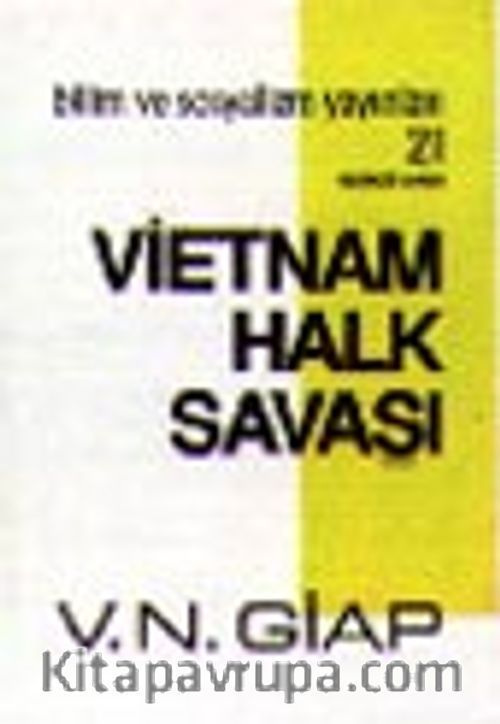 bilim ve sosyalizm yayınları
21
VİETNAM
HALK
SAVAŞI
V. N. GİAP
Kitapavrupa.com